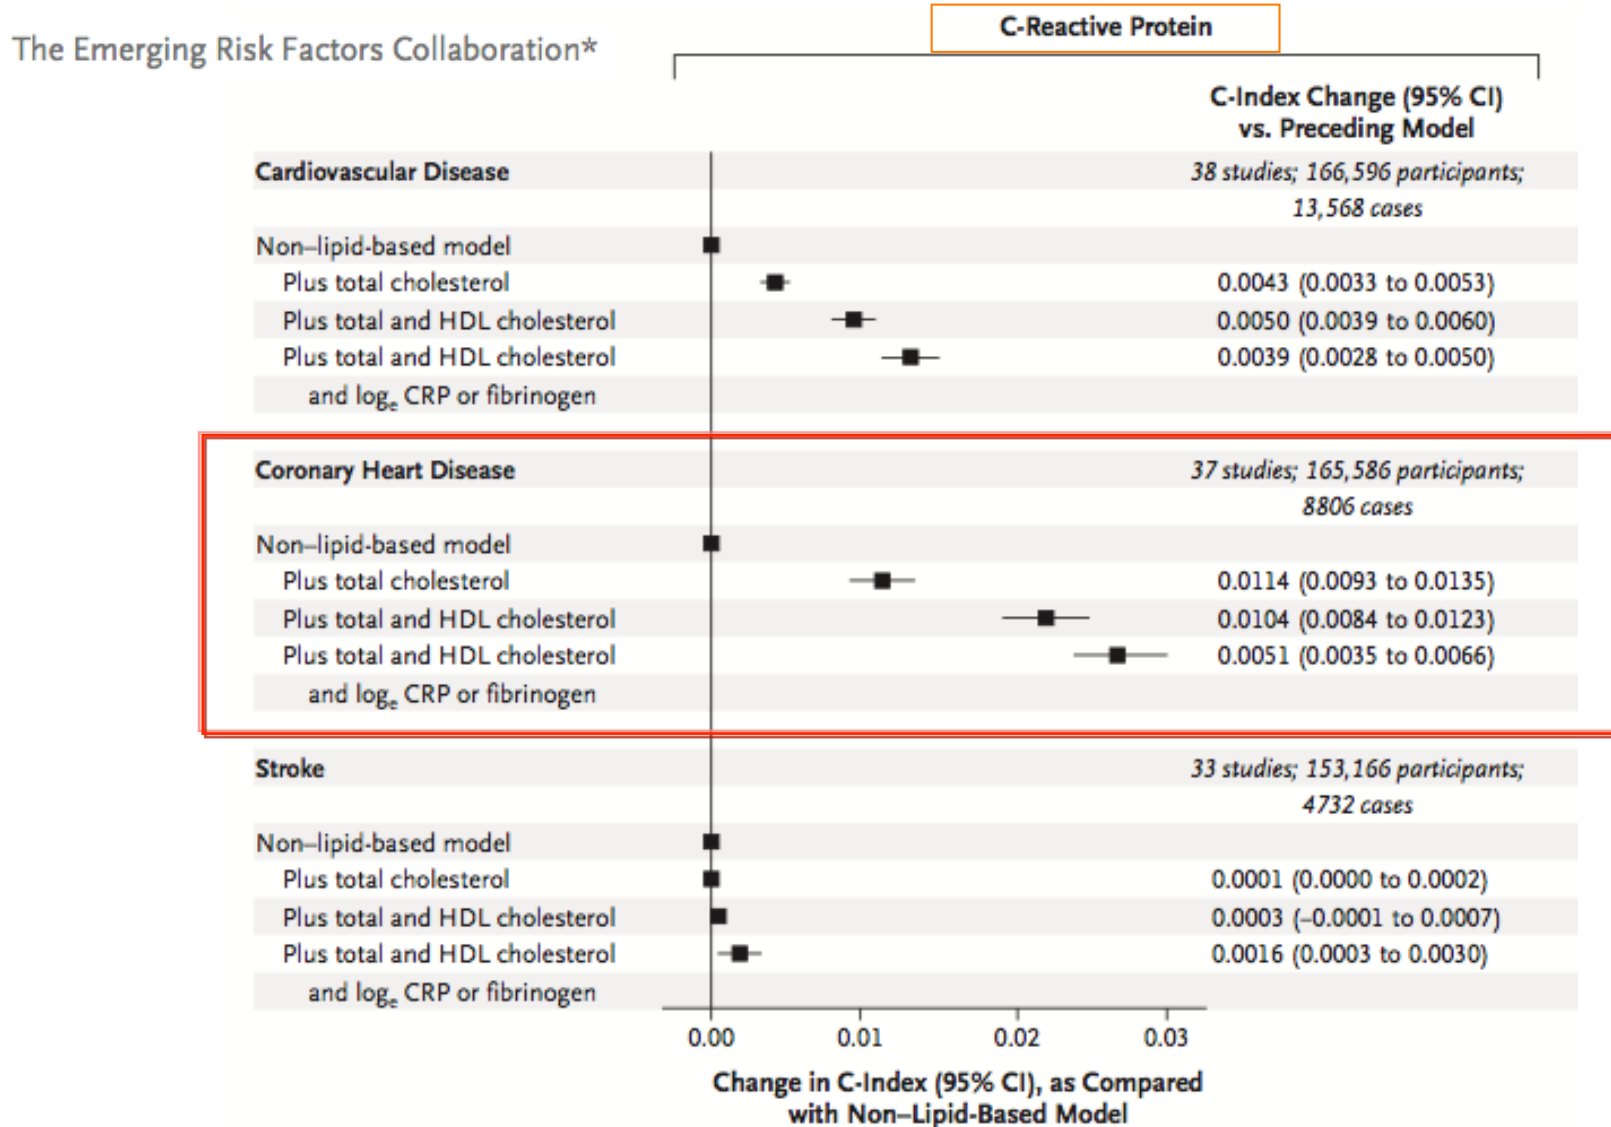 The Emerging Risk Factors Collaboration*
C-Reactive Protein
C-Index Change (95% CI)
vs. Preceding Model
Cardiovascular Disease 38 studies; 166,596 participants;
13,568 cases
Non–lipid-based model
Plus total cholesterol 0.0043 (0.0033 to 0.0053)
Plus total and HDL cholesterol 0.0050 (0.0039 to 0.0060)
Plus total and HDL cholesterol 0.0039 (0.0028 to 0.0050)
and logₑ CRP or fibrinogen
Coronary Heart Disease 37 studies; 165,586 participants;
8806 cases
Non–lipid-based model
Plus total cholesterol 0.0114 (0.0093 to 0.0135)
Plus total and HDL cholesterol 0.0104 (0.0084 to 0.0123)
Plus total and HDL cholesterol 0.0051 (0.0035 to 0.0066)
and logₑ CRP or fibrinogen
Stroke 33 studies; 153,166 participants;
4732 cases
Non–lipid-based model
Plus total cholesterol 0.0001 (0.0000 to 0.0002)
Plus total and HDL cholesterol 0.0003 (–0.0001 to 0.0007)
Plus total and HDL cholesterol 0.0016 (0.0003 to 0.0030)
and logₑ CRP or fibrinogen
0.00 0.01 0.02 0.03
Change in C-Index (95% CI), as Compared
with Non–Lipid-Based Model